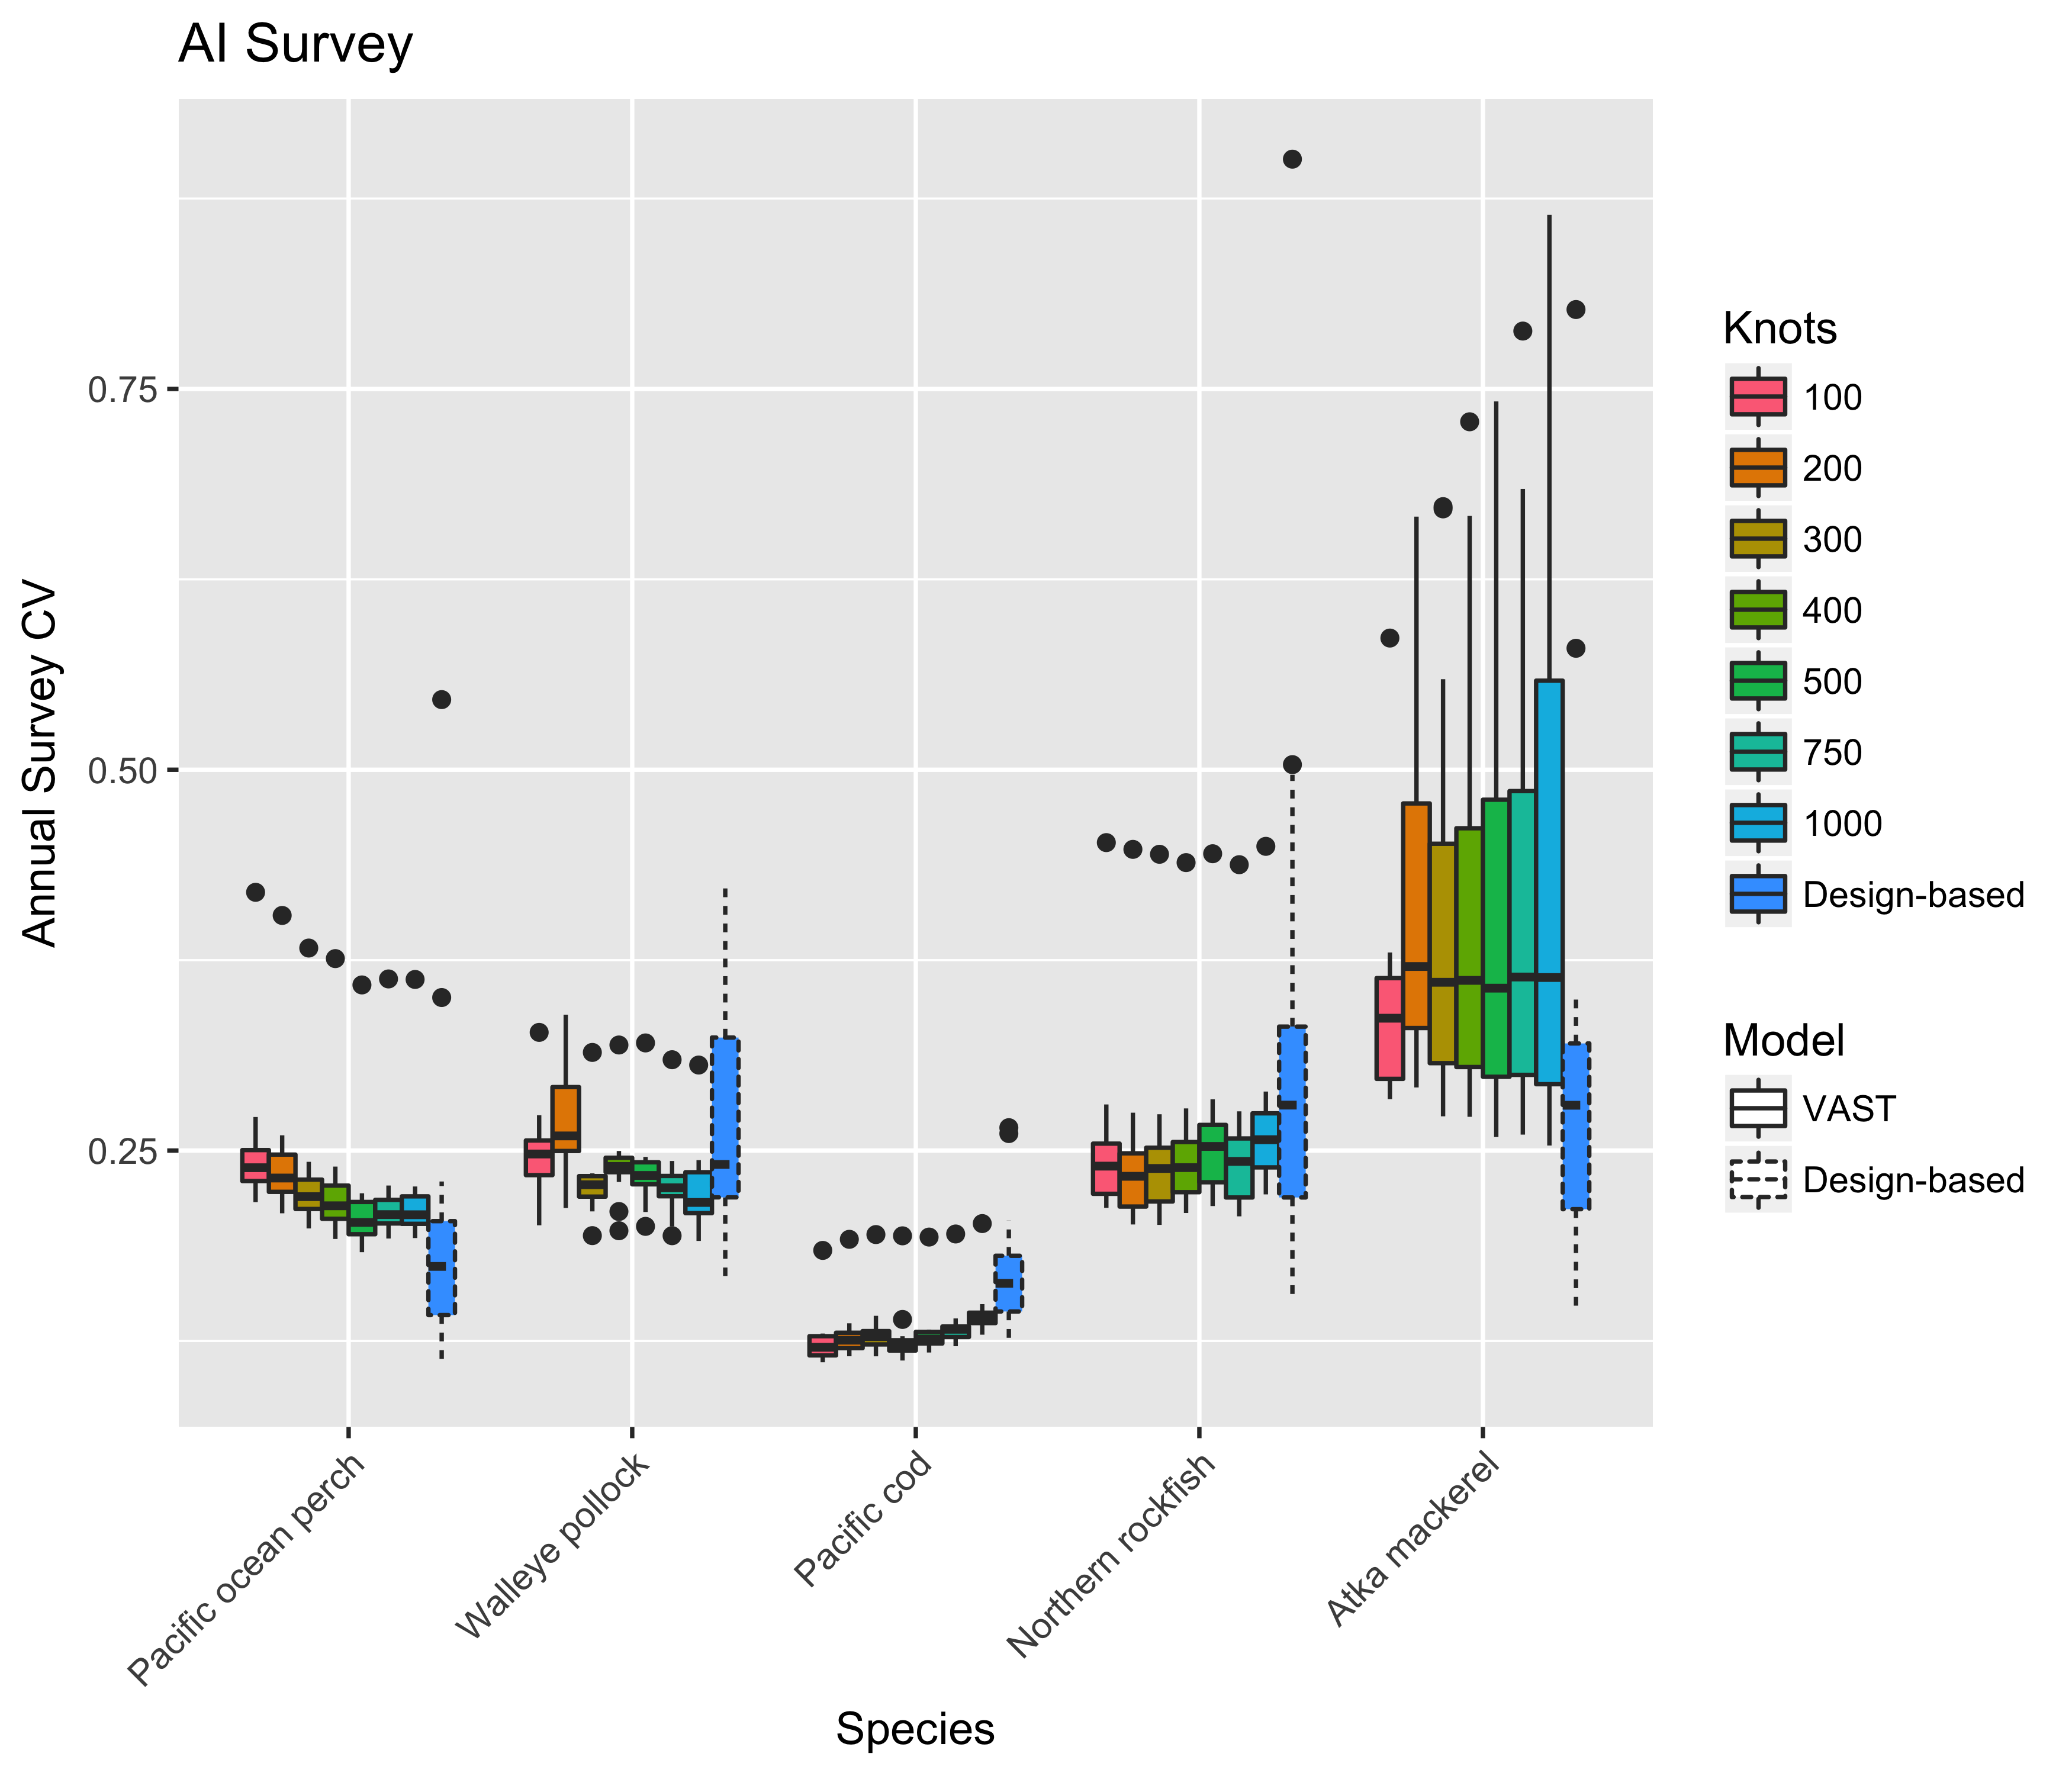 AI Survey
Annual Survey CV
0.75
0.50
0.25
Pacific ocean perch
Walleye pollock
Pacific cod
Northern rockfish
Atka mackerel
Species
Knots
100
200
300
400
500
750
1000
Design-based
Model
VAST
Design-based